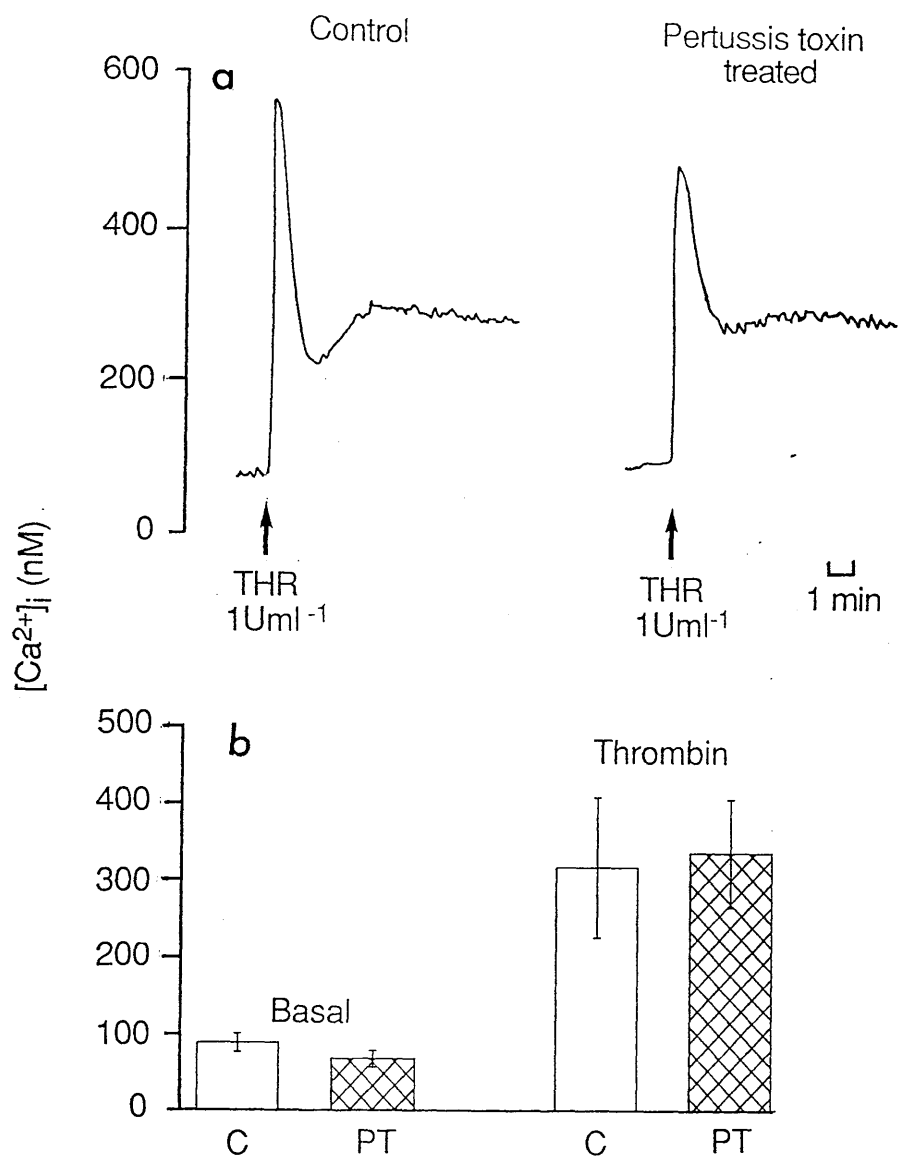 Control
Pertussis toxin
treated
a
600
400
200
0
THR
1Uml⁻¹
THR
1Uml⁻¹
1 min
[Ca²⁺]i (nM)
b
500
400
300
200
100
0
Basal
Thrombin
C
PT
C
PT